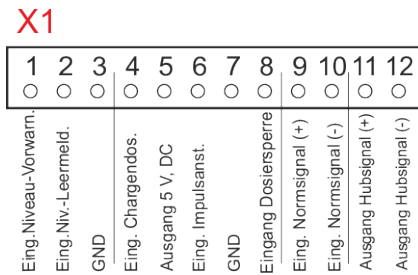 X1
1 2 3 4 5 6 7 8 9 10 11 12
Eing.Niveau-Vorwarn.
Eing.Niv.-Leermeld.
GND
Eing. Chargendos.
Ausgang 5 V, DC
Eing. Impulsanst.
GND
Eingang Dosiersperre
Eing. Normsignal (+)
Eing. Normsignal (-)
Ausgang Hubsignal (+)
Ausgang Hubsignal (-)